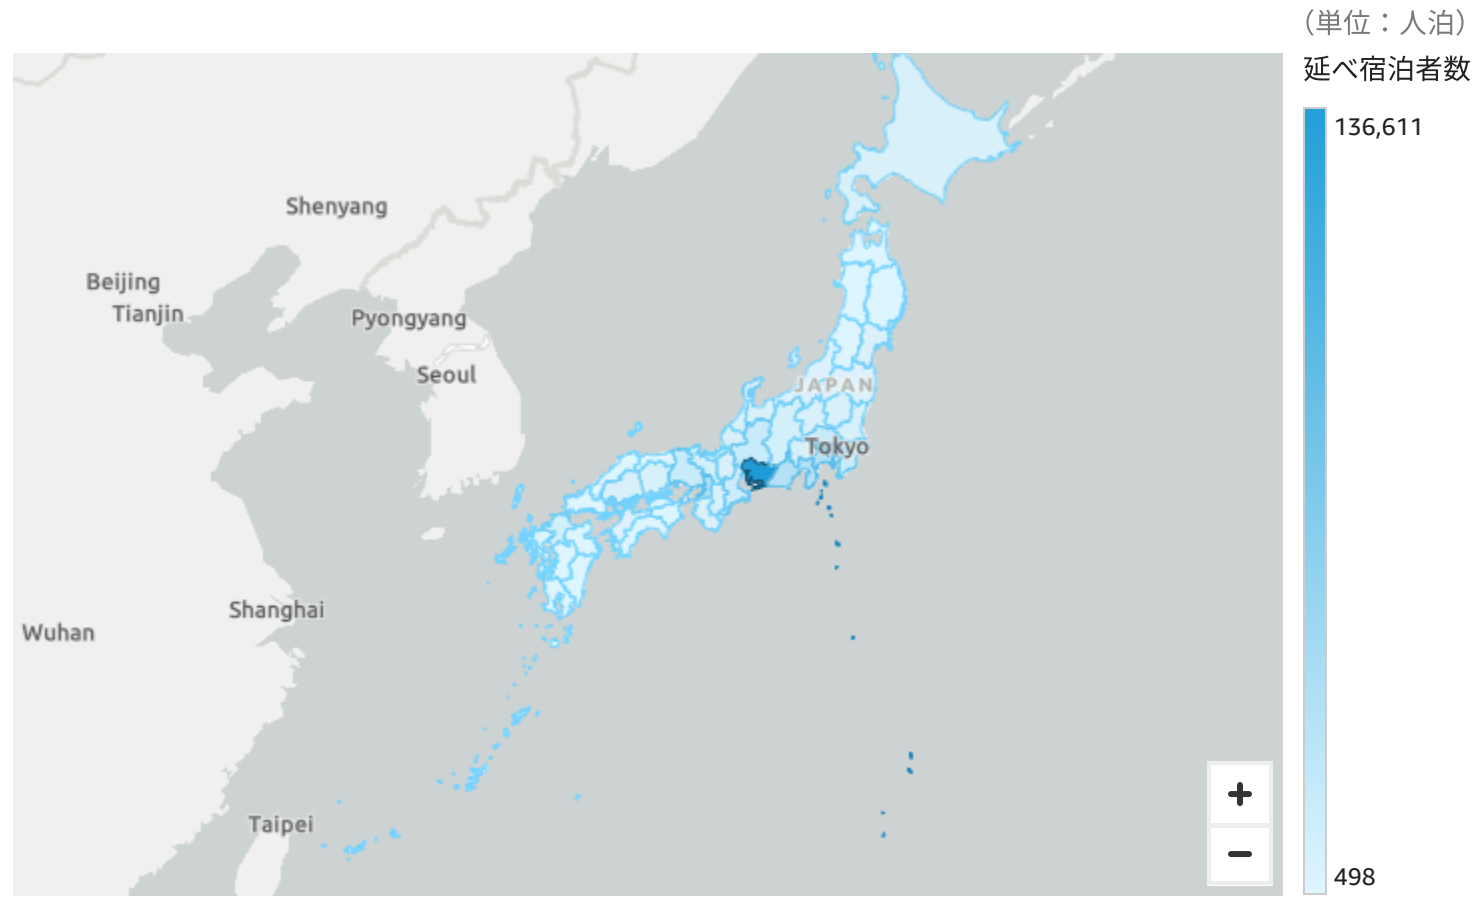 （単位：人泊）
延べ宿泊者数
136,611
Shenyang
Beijing
Tianjin
Pyongyang
Seoul
JAPAN
Tokyo
Shanghai
Wuhan
Taipei
+
−
498